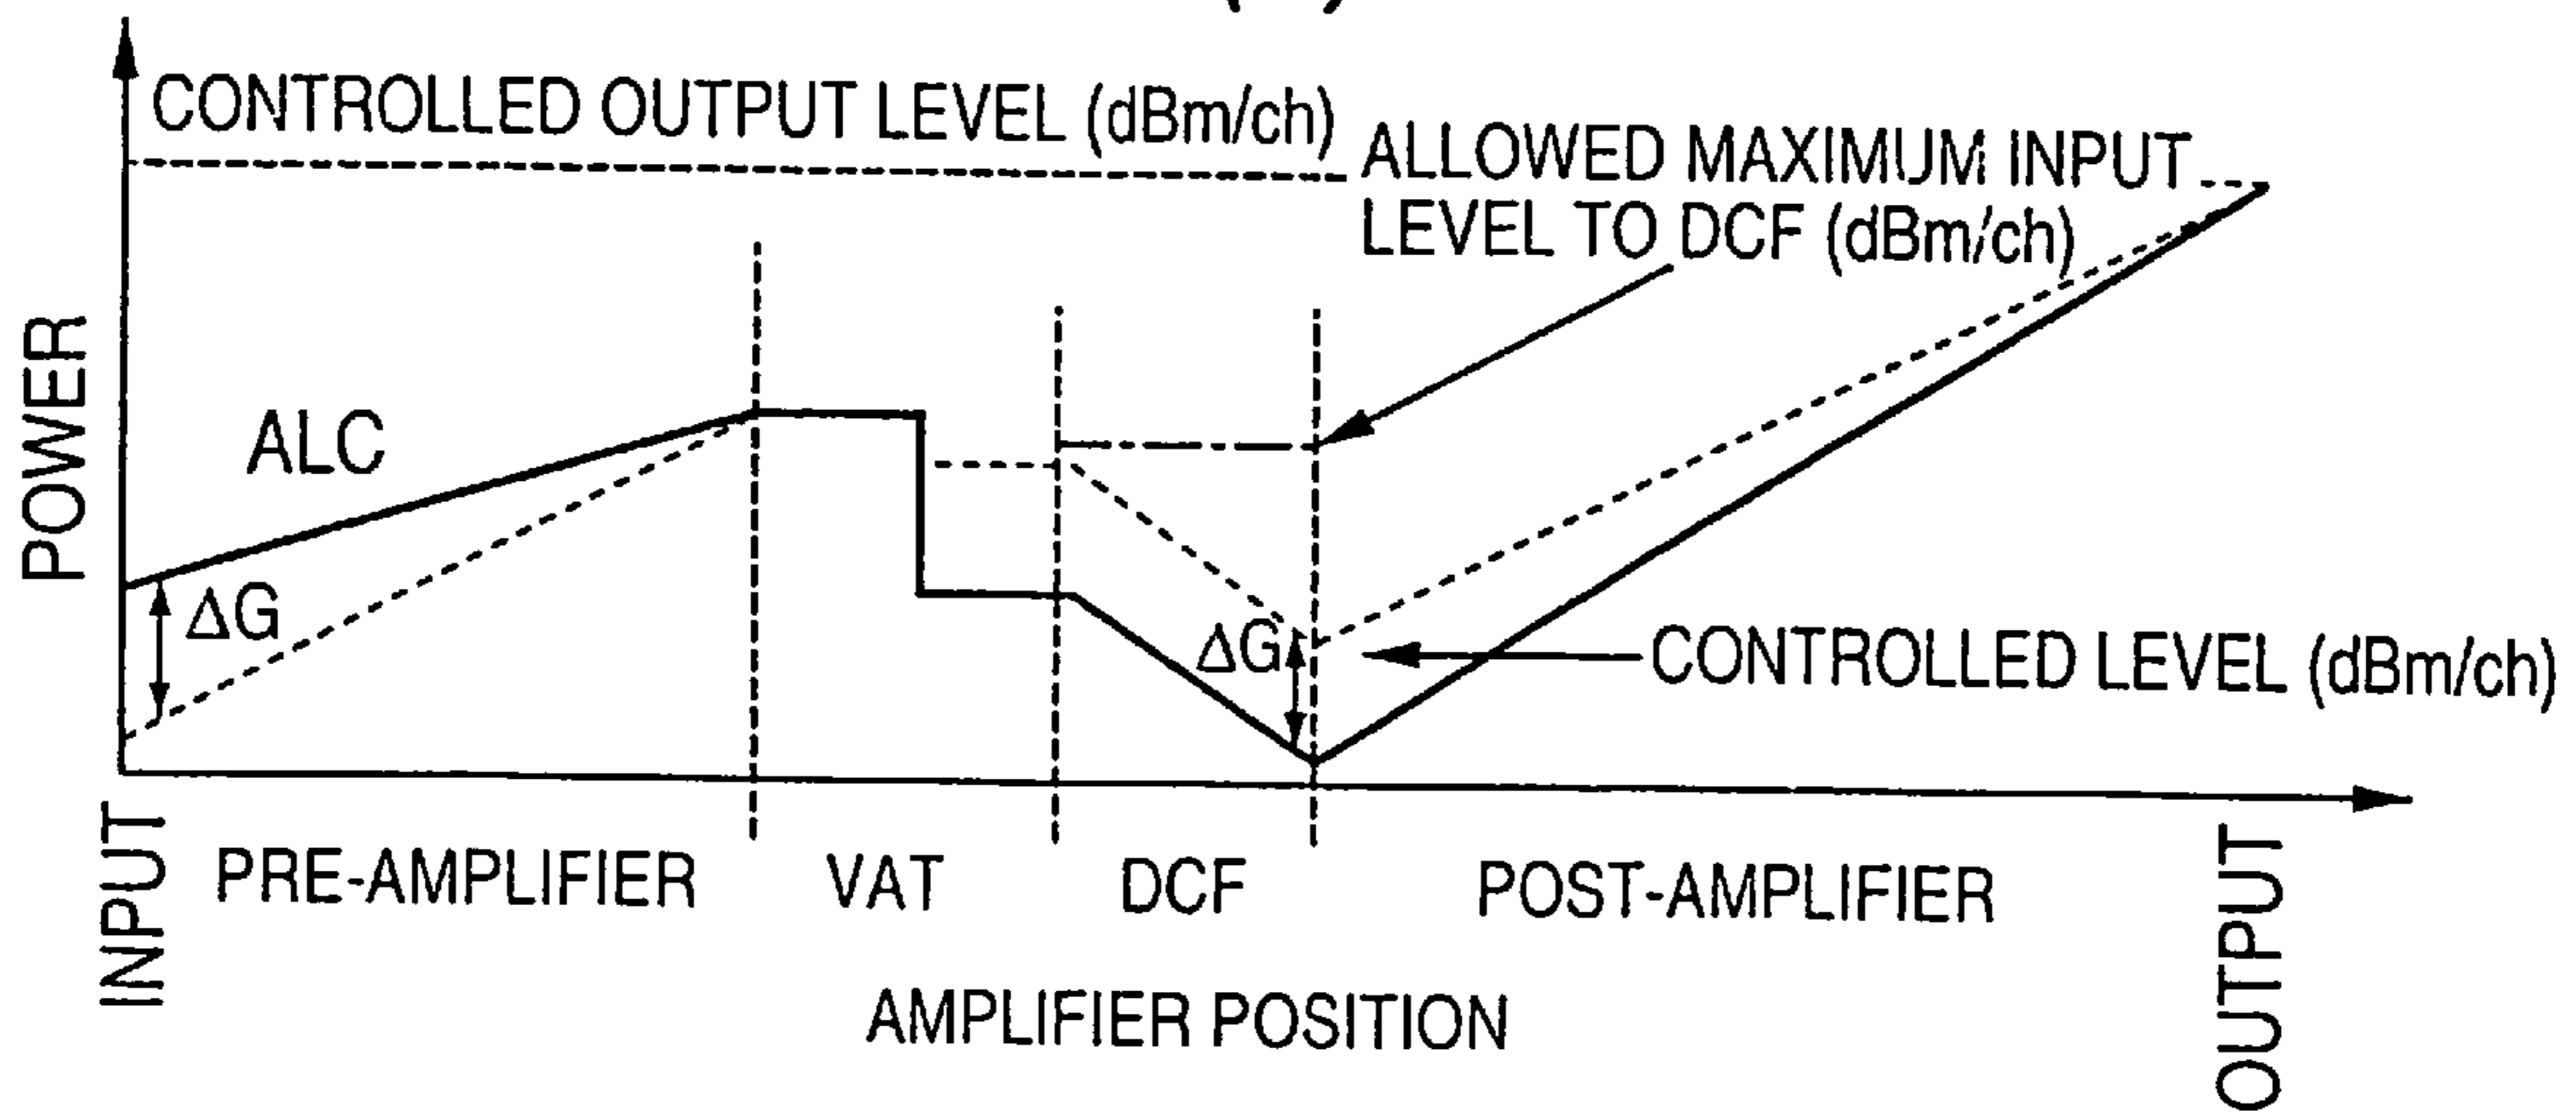 CONTROLLED OUTPUT LEVEL (dBm/ch)
ALLOWED MAXIMUM INPUT
LEVEL TO DCF (dBm/ch)
POWER
ALC
ΔG
ΔG
CONTROLLED LEVEL (dBm/ch)
INPUT
PRE-AMPLIFIER
VAT
DCF
POST-AMPLIFIER
OUTPUT
AMPLIFIER POSITION